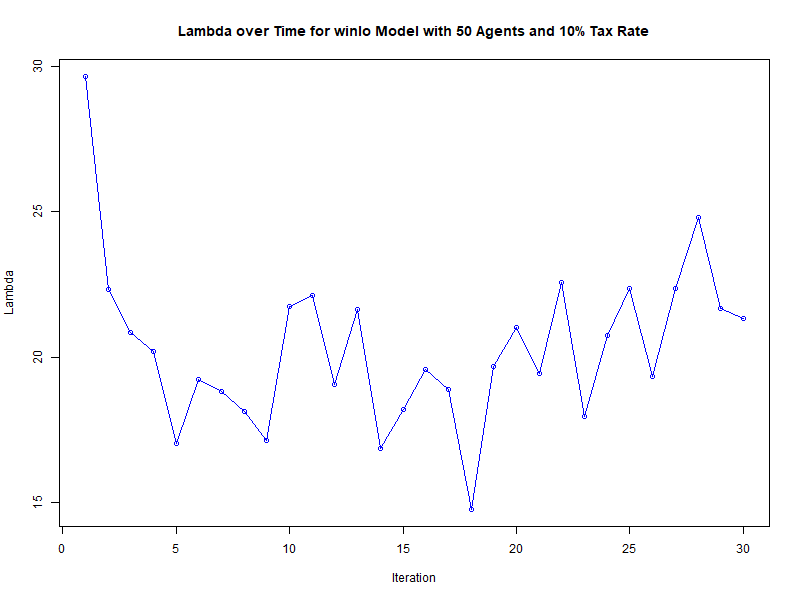 Lambda over Time for winlo Model with 50 Agents and 10% Tax Rate
30
25
20
15
Lambda
0 5 10 15 20 25 30
Iteration